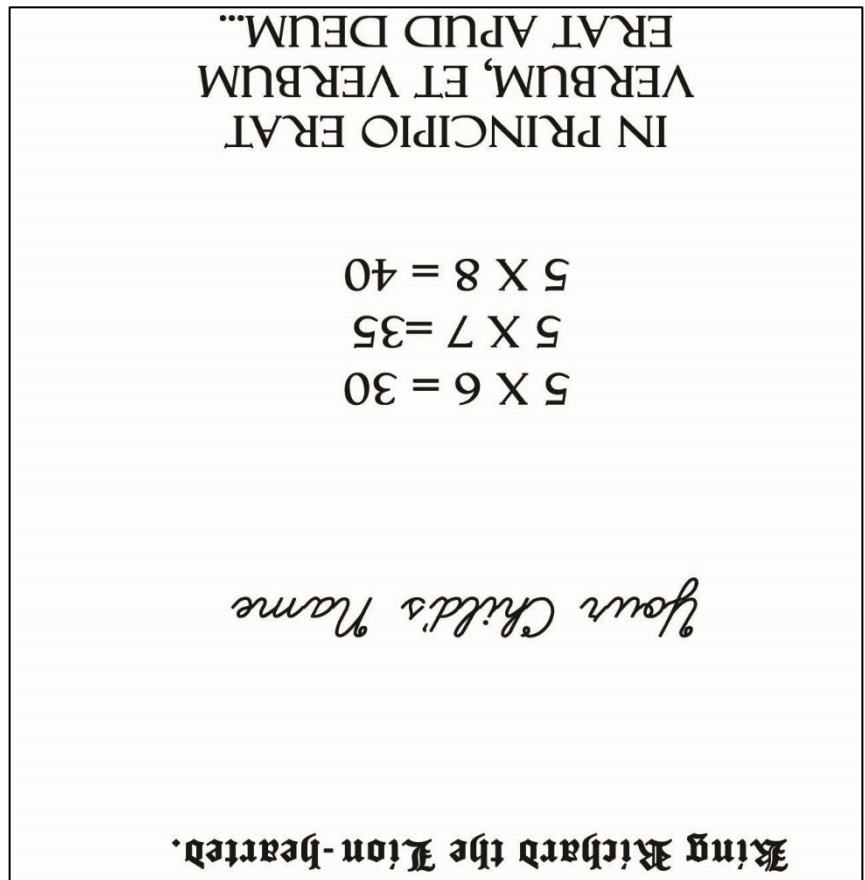 King Richard the Lion-hearted.
Your Child's Name
5 X 6 = 30
5 X 7 =35
5 X 8 = 40
IN PRINCIPIO ERAT
VERBUM, ET VERBUM
ERAT APUD DEUM...